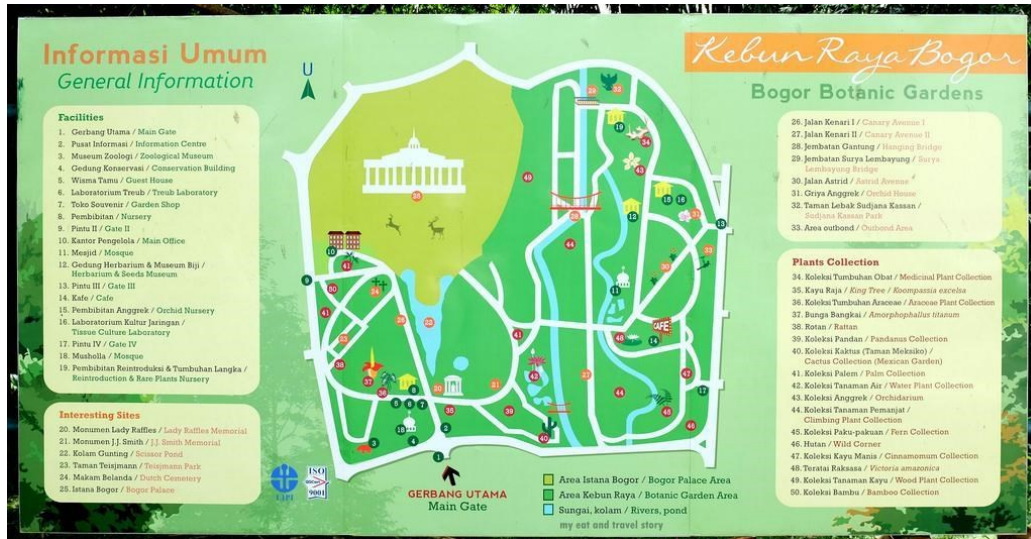 Informasi Umum
General Information
Facilities
1. Gerbang Utama / Main Gate
2. Pusat Informasi / Information Centre
3. Museum Zoologi / Zoological Museum
4. Gedung Konservasi / Conservation Building
5. Wisma Tamu / Guest House
6. Laboratorium Treub / Treub Laboratory
7. Toko Souvenir / Garden Shop
8. Pembibitan / Nursery
9. Pintu II / Gate II
10. Kantor Pengelola / Main Office
11. Mesjid / Mosque
12. Gedung Herbarium & Museum Biji /
Herbarium & Seeds Museum
13. Pintu III / Gate III
14. Kafe / Cafe
15. Pembibitan Anggrek / Orchid Nursery
16. Laboratorium Kultur Jaringan /
Tissue Culture Laboratory
17. Pintu IV / Gate IV
18. Musholla / Mosque
19. Pembibitan Reintroduksi & Tumbuhan Langka /
Reintroduction & Rare Plants Nursery
Interesting Sites
20. Monumen Lady Raffles / Lady Raffles Memorial
21. Monumen J.J. Smith / J.J. Smith Memorial
22. Kolam Gunting / Scissor Pond
23. Taman Teisjmann / Teisjmann Park
24. Makam Belanda / Dutch Cemetery
25. Istana Bogor / Bogor Palace
U
CAFE
ISO
9001
GERBANG UTAMA
Main Gate
Area Istana Bogor / Bogor Palace Area
Area Kebun Raya / Botanic Garden Area
Sungai, kolam / Rivers, pond
my eat and travel story
Kebun Raya Bogor
Bogor Botanic Gardens
26. Jalan Kenari I / Canary Avenue I
27. Jalan Kenari II / Canary Avenue II
28. Jembatan Gantung / Hanging Bridge
29. Jembatan Surya Lembayung / Surya
Lembayung Bridge
30. Jalan Astrid / Astrid Avenue
31. Griya Anggrek / Orchid House
32. Taman Lebak Sudjana Kassan /
Sudjana Kassan Park
33. Area outbond / Outbond Area
Plants Collection
34. Koleksi Tumbuhan Obat / Medicinal Plant Collection
35. Kayu Raja / King Tree / Koompassia excelsa
36. Koleksi Tumbuhan Araceae / Araceae Plant Collection
37. Bunga Bangkai / Amorphophallus titanum
38. Rotan / Rattan
39. Koleksi Pandan / Pandanus Collection
40. Koleksi Kaktus (Taman Meksiko) /
Cactus Collection (Mexican Garden)
41. Koleksi Palem / Palm Collection
42. Koleksi Tanaman Air / Water Plant Collection
43. Koleksi Anggrek / Orchidarium
44. Koleksi Tanaman Pemanjat /
Climbing Plant Collection
45. Koleksi Paku-pakuan / Fern Collection
46. Hutan / Wild Corner
47. Koleksi Kayu Manis / Cinnamomum Collection
48. Teratai Raksasa / Victoria amazonica
49. Koleksi Tanaman Kayu / Wood Plant Collection
50. Koleksi Bambu / Bamboo Collection